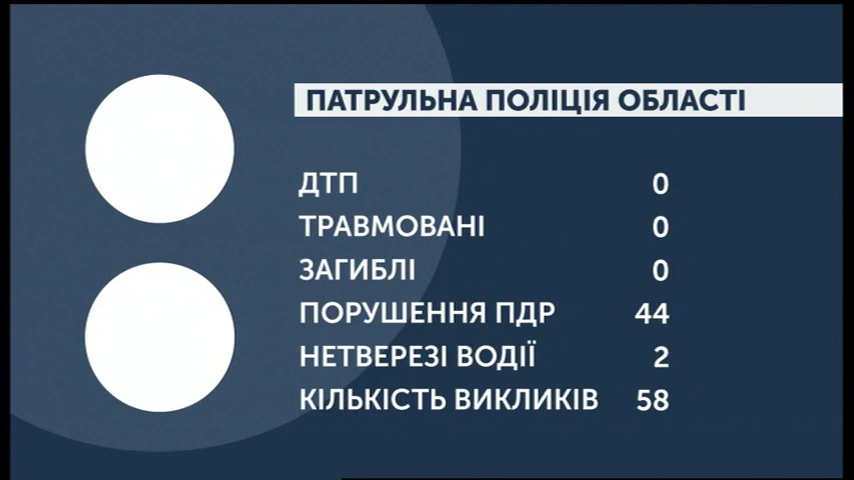 ПАТРУЛЬНА ПОЛІЦІЯ ОБЛАСТІ
ДТП 0
ТРАВМОВАНІ 0
ЗАГИБЛІ 0
ПОРУШЕННЯ ПДР 44
НЕТВЕРЕЗІ ВОДІЇ 2
КІЛЬКІСТЬ ВИКЛИКІВ 58